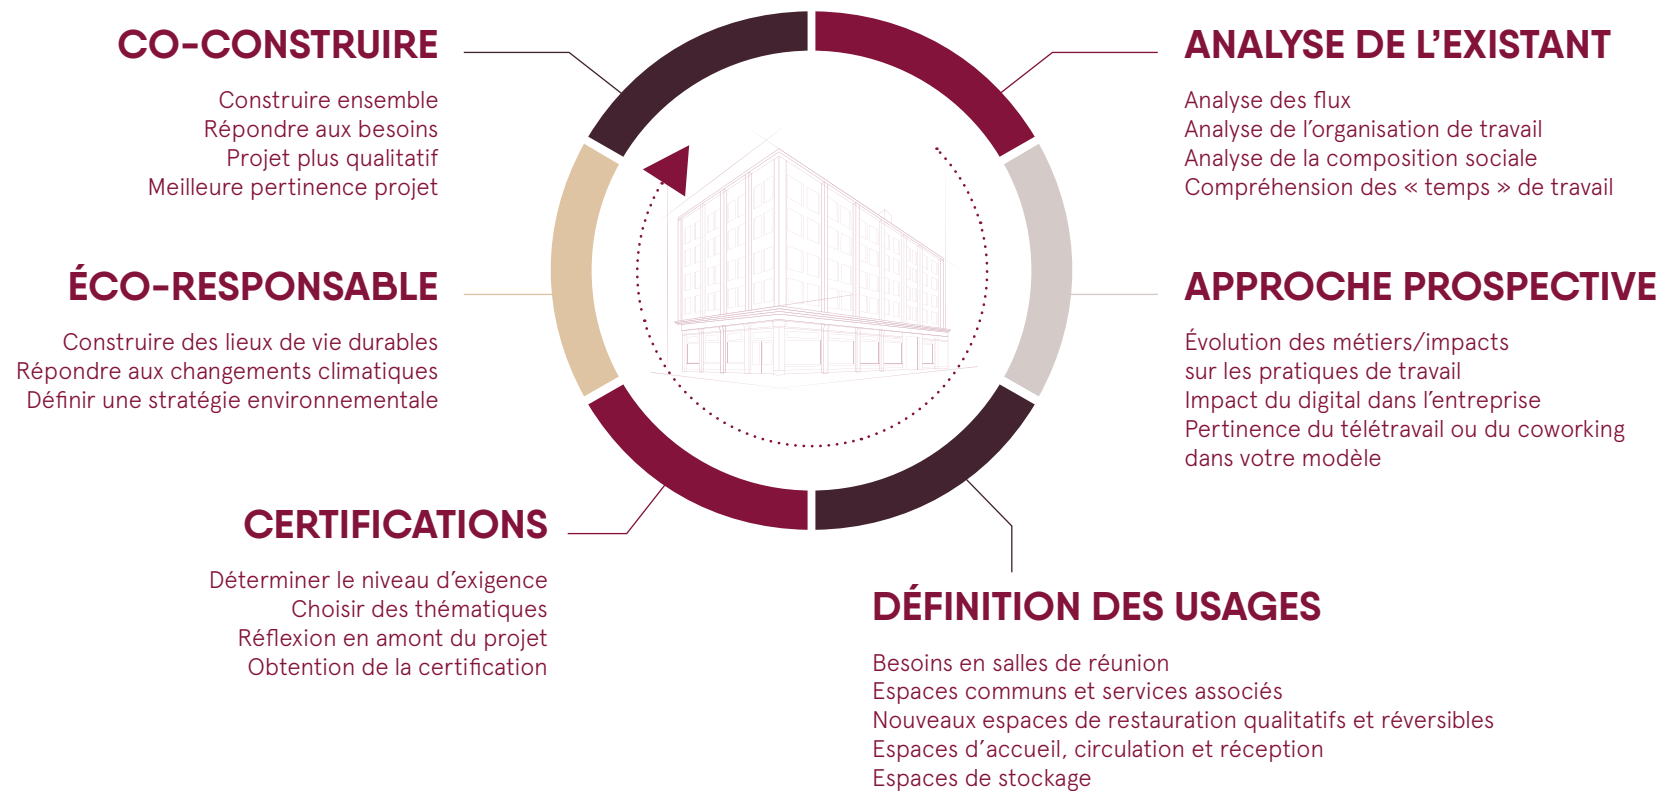 CO-CONSTRUIRE
Construire ensemble
Répondre aux besoins
Projet plus qualitatif
Meilleure pertinence projet
ANALYSE DE L’EXISTANT
Analyse des flux
Analyse de l’organisation de travail
Analyse de la composition sociale
Compréhension des « temps » de travail
ÉCO-RESPONSABLE
Construire des lieux de vie durables
Répondre aux changements climatiques
Définir une stratégie environnementale
APPROCHE PROSPECTIVE
Évolution des métiers/impacts
sur les pratiques de travail
Impact du digital dans l’entreprise
Pertinence du télétravail ou du coworking
dans votre modèle
CERTIFICATIONS
Déterminer le niveau d’exigence
Choisir des thématiques
Réflexion en amont du projet
Obtention de la certification
DÉFINITION DES USAGES
Besoins en salles de réunion
Espaces communs et services associés
Nouveaux espaces de restauration qualitatifs et réversibles
Espaces d’accueil, circulation et réception
Espaces de stockage